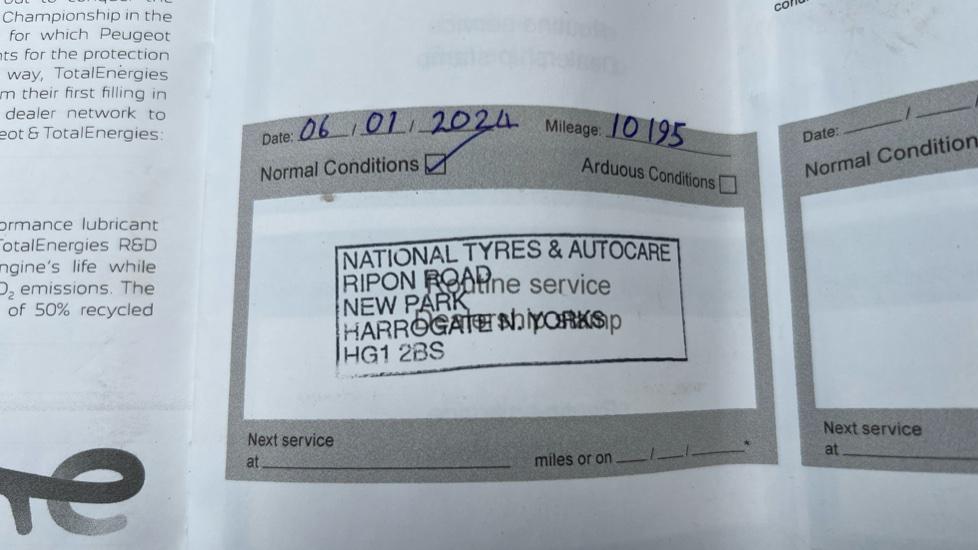 Championship in the
for which Peugeot
nts for the protection
way, TotalEnergies
m their first filling in
dealer network to
eot & TotalEnergies:
ormance lubricant
TotalEnergies R&D
ngine's life while
O₂ emissions. The
of 50% recycled
Date: 06 / 01 / 2024 Mileage: 10195
Normal Conditions ☑ Arduous Conditions ☐
NATIONAL TYRES & AUTOCARE
RIPON ROAD
Routine service
NEW PARK
Dealership stamp
HARROGATE N. YORKS
HG1 2BS
Next service
at miles or on / / *
Date: / /
Normal Condition
Next service
at